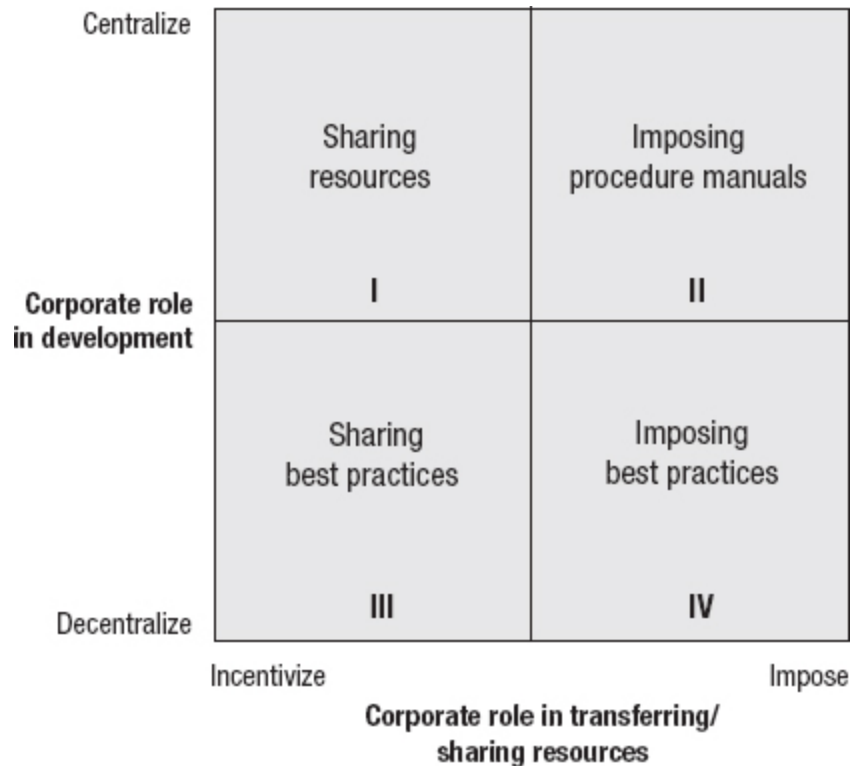 Centralize
Sharing
resources
I
Imposing
procedure manuals
II
Corporate role
in development
Sharing
best practices
III
Imposing
best practices
IV
Decentralize
Incentivize
Impose
Corporate role in transferring/
sharing resources